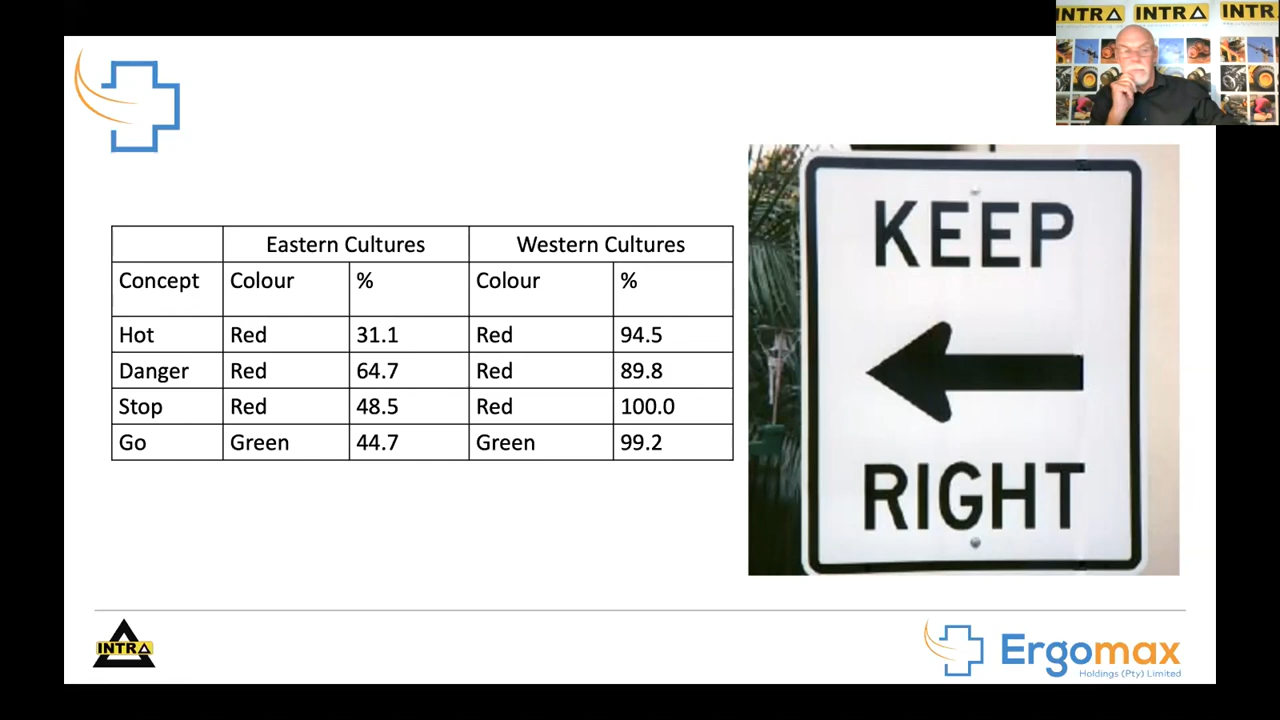 INTRA INTRA INTR
Eastern Cultures Western Cultures
Concept Colour % Colour %
Hot Red 31.1 Red 94.5
Danger Red 64.7 Red 89.8
Stop Red 48.5 Red 100.0
Go Green 44.7 Green 99.2
KEEP
RIGHT
INTRA
Ergomax
Holdings (Pty) Limited